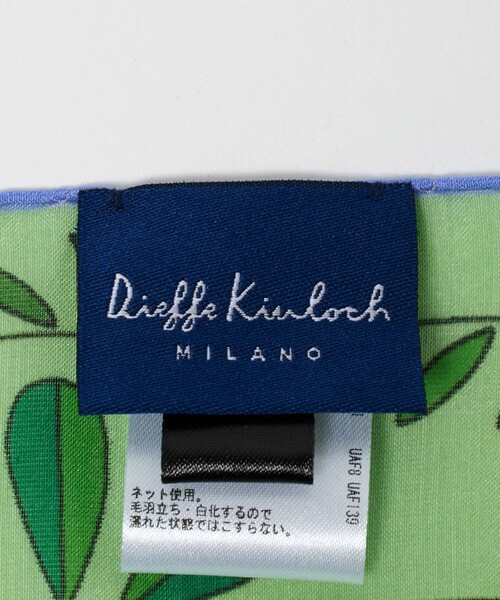 Dieffe Kinloch
MILANO
UAF8 UAF139
ネット使用。
毛羽立ち・白化するので
濡れた状態ではこすらない。